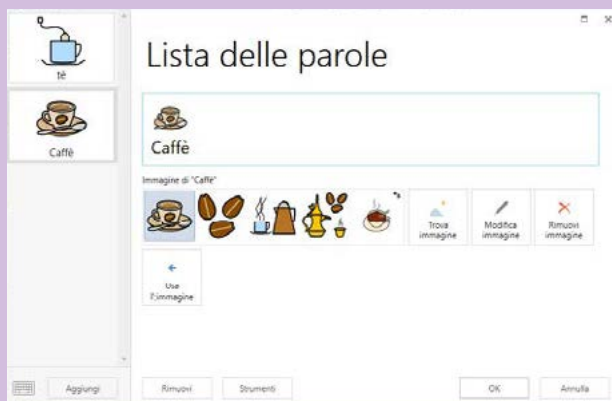 tè
Caffè
Lista delle parole
Caffè
Immagine di "Caffè"
Trova
immagine
Modifica
immagine
Rimuovi
immagine
Usa
l';immagine
Aggiungi
Rimuovi
Strumenti
OK
Annulla